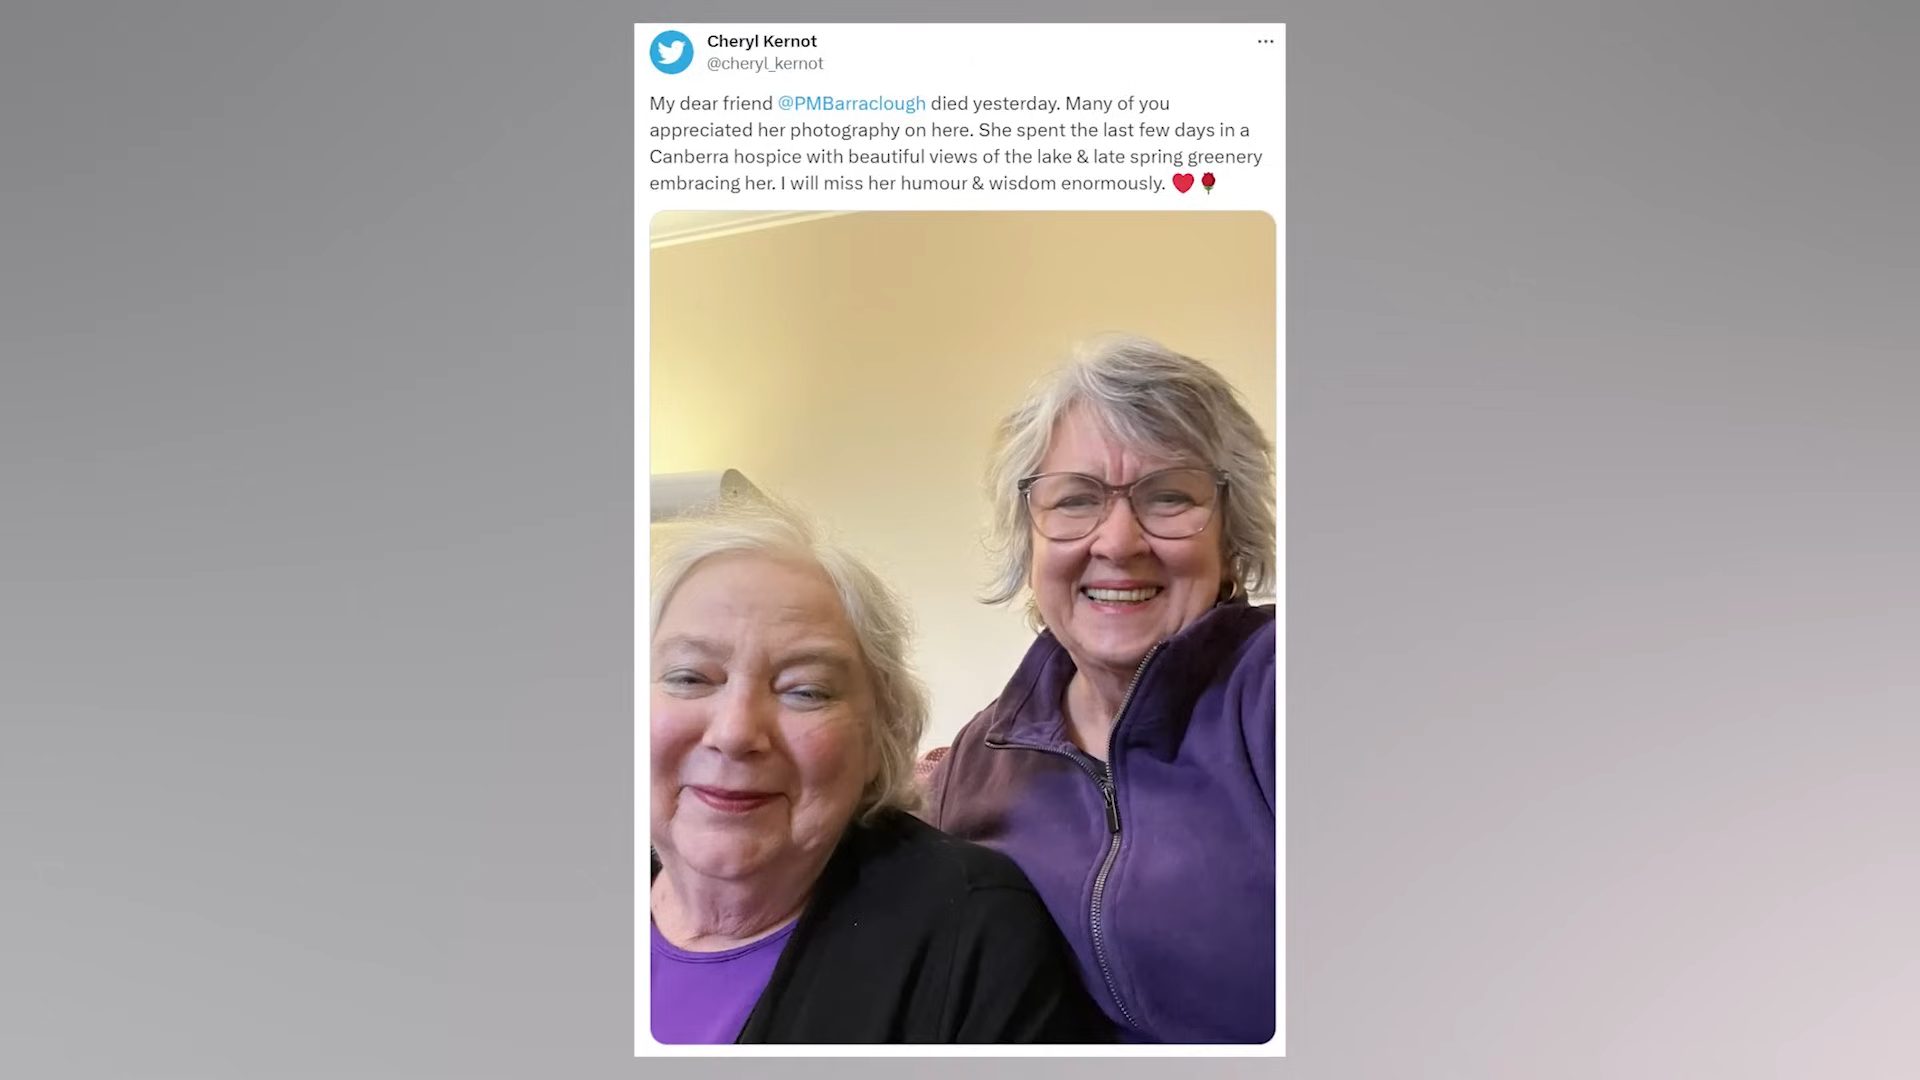 Cheryl Kernot
@cheryl_kernot
My dear friend @PMBarraclough died yesterday. Many of you
appreciated her photography on here. She spent the last few days in a
Canberra hospice with beautiful views of the lake & late spring greenery
embracing her. I will miss her humour & wisdom enormously. ❤️🌹